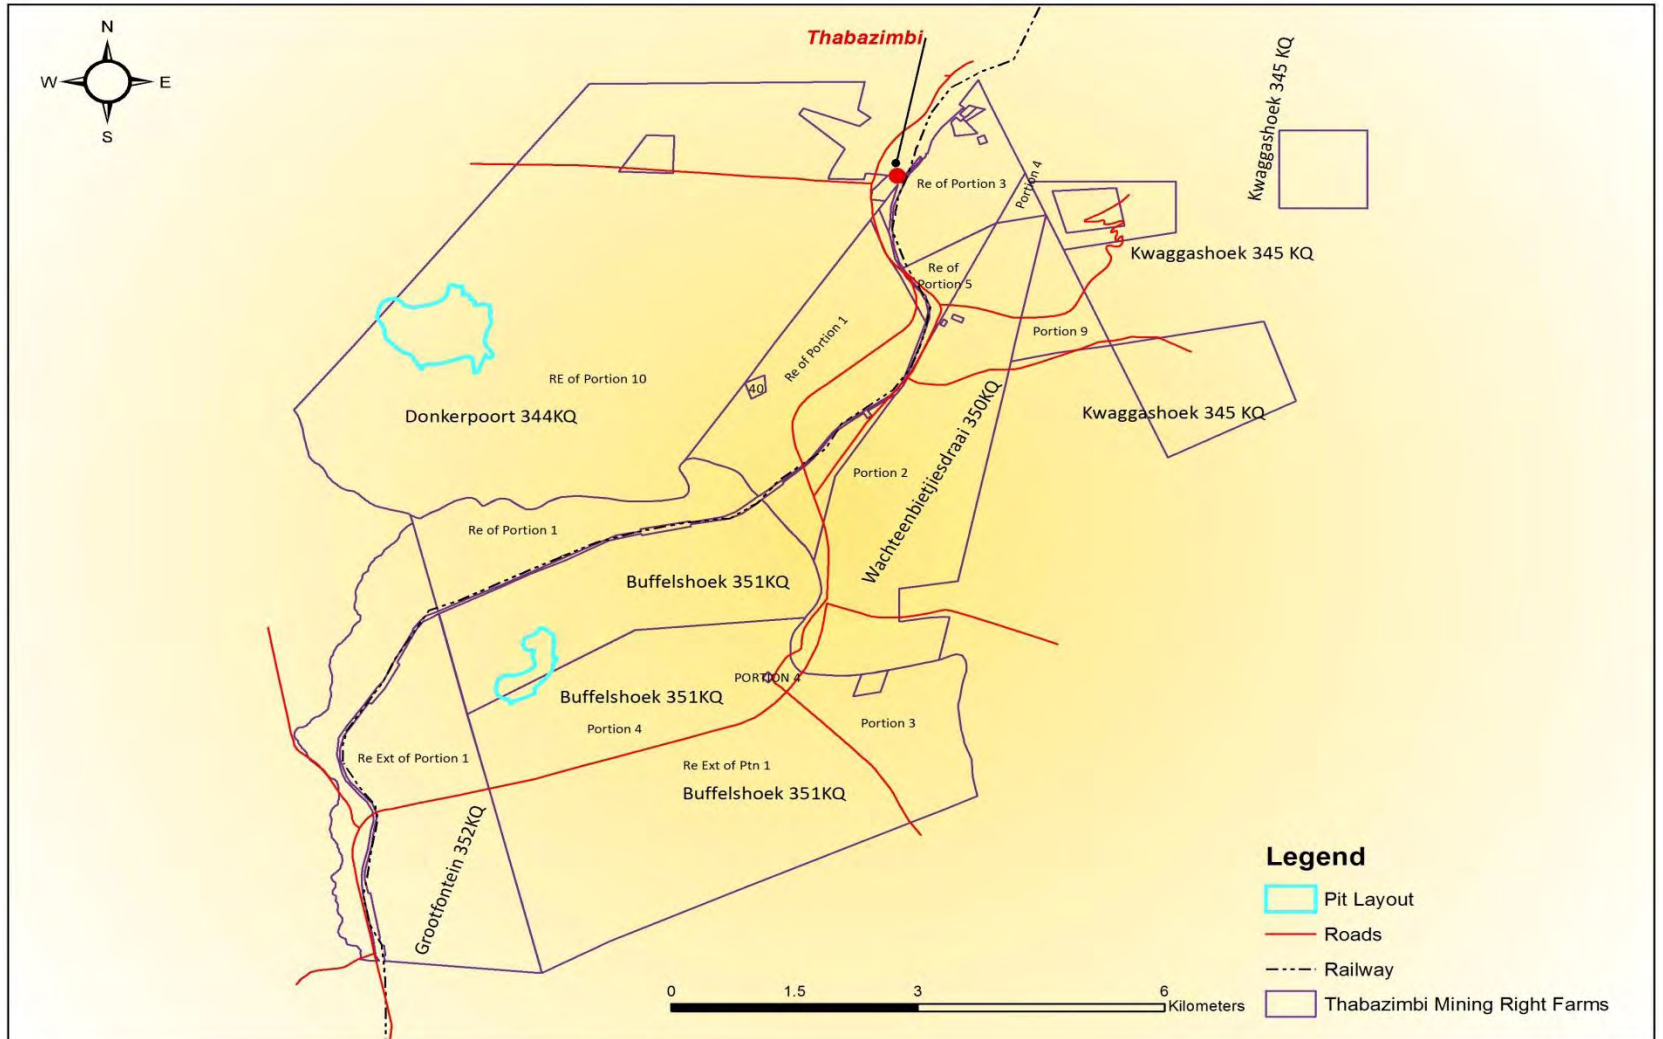 N
W
E
S
Thabazimbi
Kwaggashoek 345 KQ
Portion 4
Re of Portion 3
Kwaggashoek 345 KQ
Re of
Portion 5
Re of Portion 1
Portion 9
RE of Portion 10
40
Donkerpoort 344KQ
Kwaggashoek 345 KQ
Wachteenbietjiesdraai 350KQ
Portion 2
Re of Portion 1
Buffelshoek 351KQ
PORTION 4
Buffelshoek 351KQ
Portion 4
Portion 3
Re Ext of Portion 1
Re Ext of Ptn 1
Buffelshoek 351KQ
Grootfontein 352KQ
Legend
Pit Layout
Roads
Railway
Thabazimbi Mining Right Farms
0 1.5 3 6
Kilometers